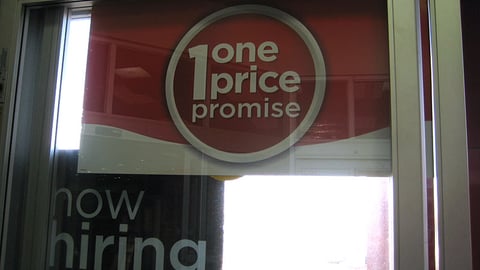 1 one
price
promise
now
hiring